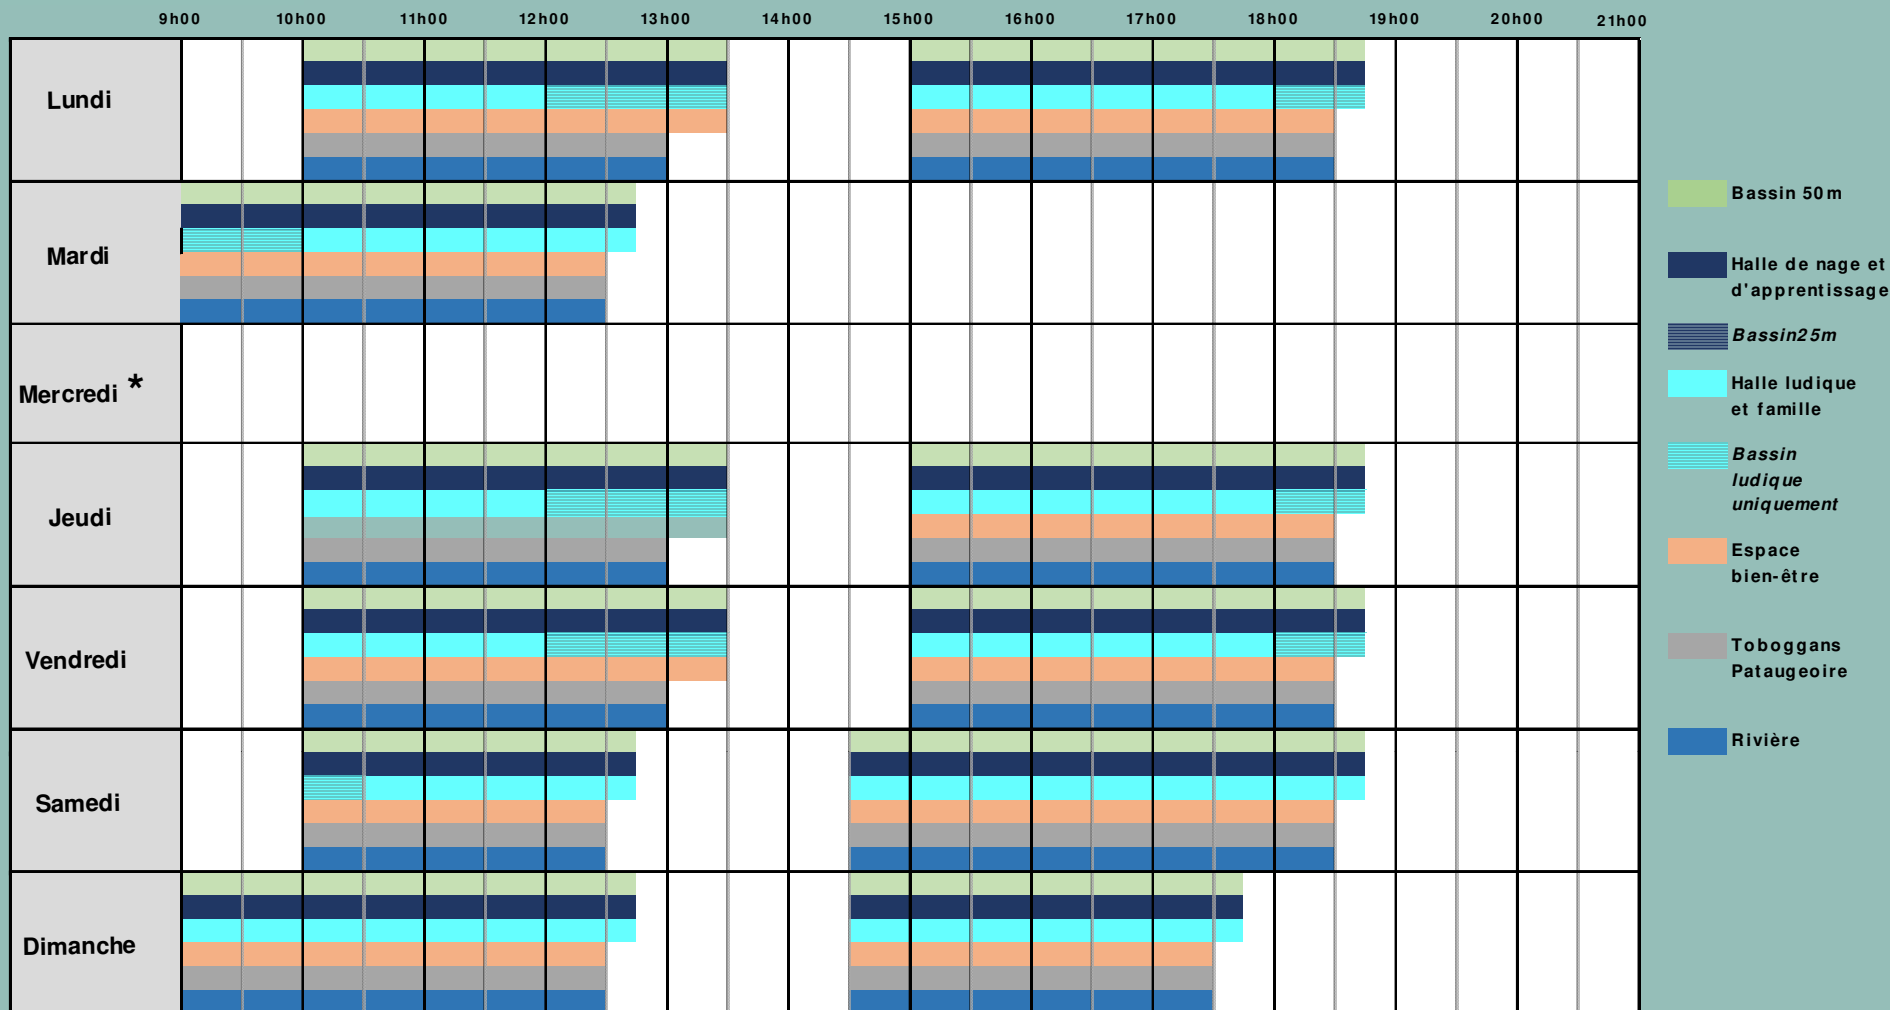 9h00 10h00 11h00 12h00 13h00 14h00 15h00 16h00 17h00 18h00 19h00 20h00 21h00
Lundi
Mardi
Mercredi *
Jeudi
Vendredi
Samedi
Dimanche
Bassin 50m
Halle de nage et
d'apprentissage
Bassin25m
Halle ludique
et famille
Bassin
ludique
uniquement
Espace
bien-être
Toboggans
Pataugeoire
Rivière